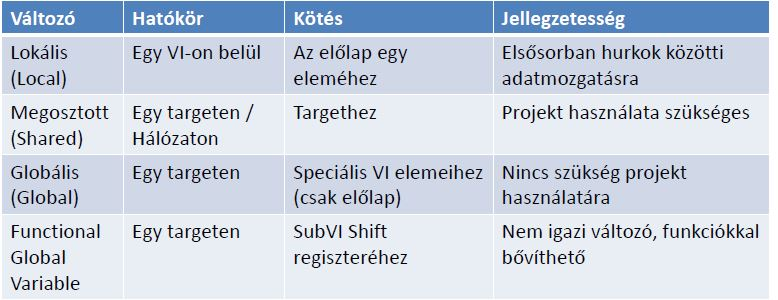 Változó Hatókör Kötés Jellegzetesség
Lokális Egy VI-on belül Az előlap egy Elsősorban hurkok közötti
(Local) eleméhez adatmozgatásra
Megosztott Egy targeten / Targethez Projekt használata szükséges
(Shared) Hálózaton
Globális Egy targeten Speciális VI elemeihez Nincs szükség projekt
(Global) (csak előlap) használatára
Functional Egy targeten SubVI Shift Nem igazi változó, funkciókkal
Global regiszteréhez bővíthető
Variable